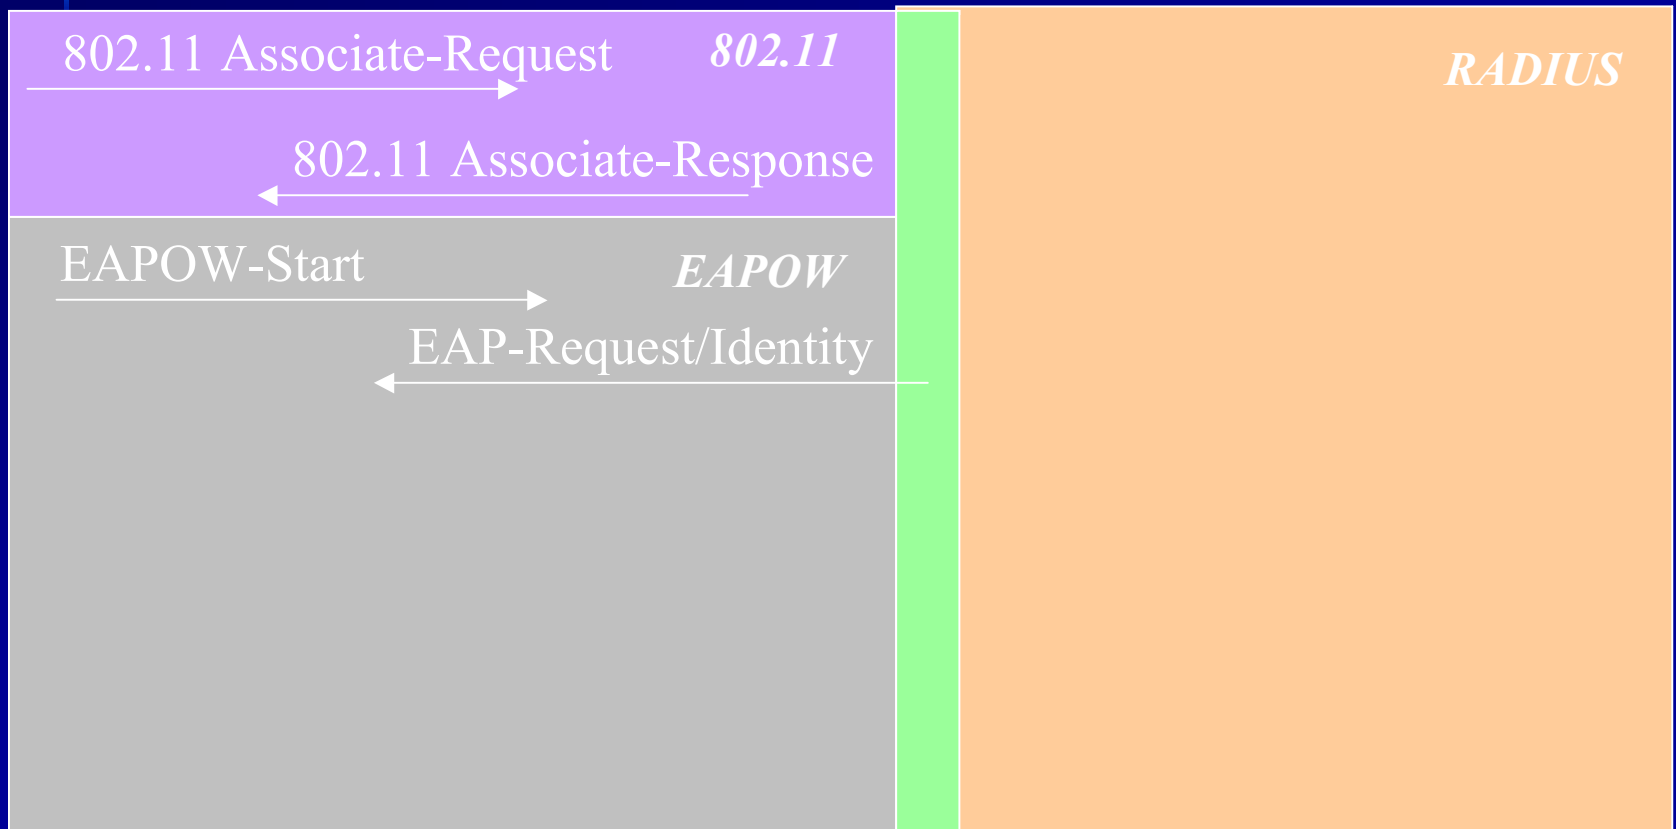 802.11 Associate-Request
802.11
RADIUS
802.11 Associate-Response
EAPOW-Start
EAPOW
EAP-Request/Identity